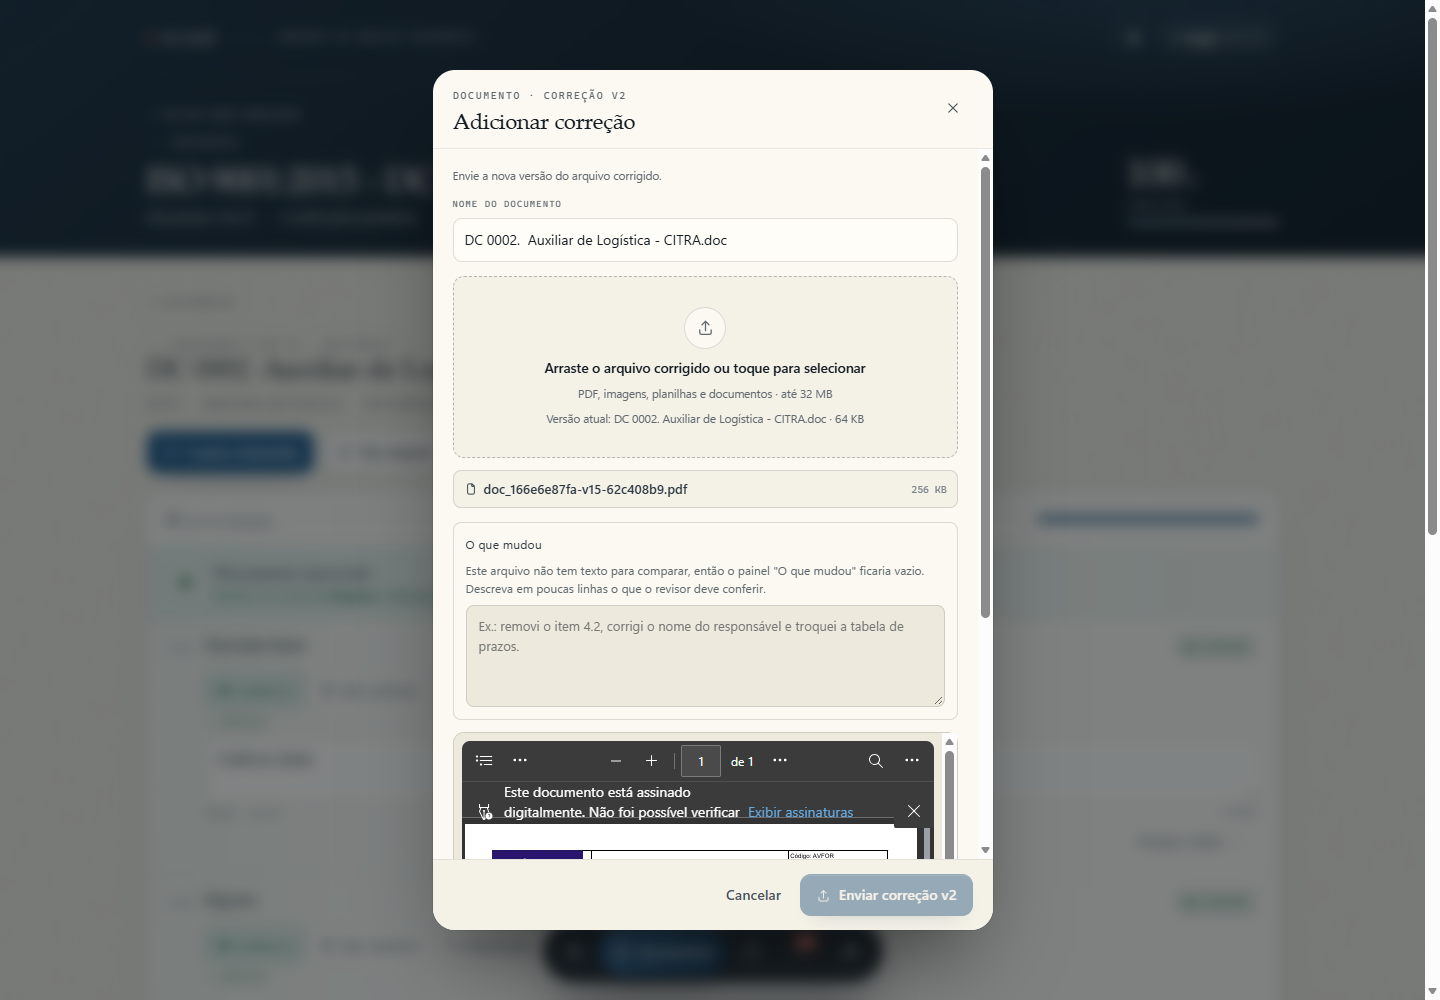 DOCUMENTO · CORREÇÃO V2
Adicionar correção
Envie a nova versão do arquivo corrigido.
NOME DO DOCUMENTO
DC 0002.  Auxiliar de Logística - CITRA.doc
Arraste o arquivo corrigido ou toque para selecionar
PDF, imagens, planilhas e documentos · até 32 MB
Versão atual: DC 0002. Auxiliar de Logística - CITRA.doc · 64 KB
doc_166e6e87fa-v15-62c408b9.pdf 256 KB
O que mudou
Este arquivo não tem texto para comparar, então o painel "O que mudou" ficaria vazio.
Descreva em poucas linhas o que o revisor deve conferir.
Ex.: removi o item 4.2, corrigi o nome do responsável e troquei a tabela de
prazos.
1 de 1
Este documento está assinado
digitalmente. Não foi possível verificar Exibir assinaturas
Código: AVFOR
Cancelar Enviar correção v2